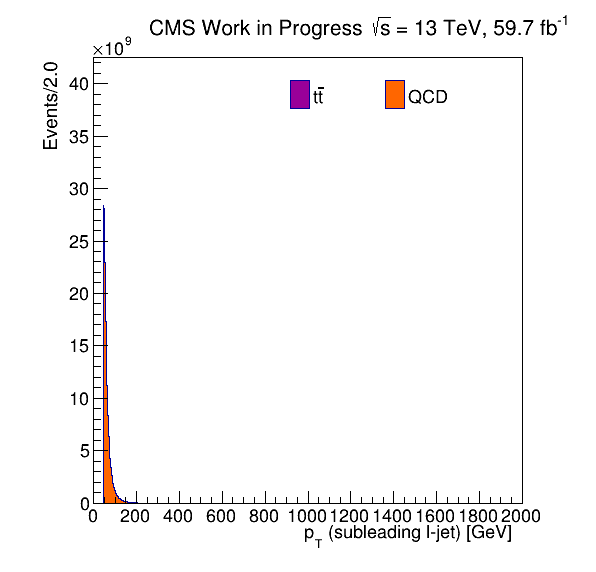 CMS Work in Progress √s = 13 TeV, 59.7 fb⁻¹
×10⁹
Events/2.0
tt̄
QCD
40
35
30
25
20
15
10
5
0
0 200 400 600 800 1000 1200 1400 1600 1800 2000
p_T (subleading l-jet) [GeV]